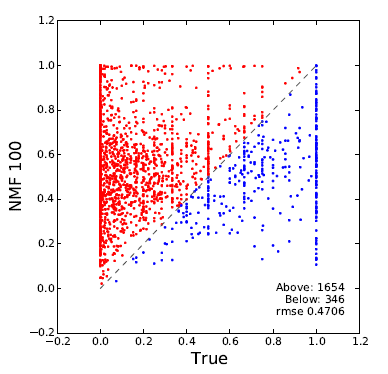 1.2
1.0
0.8
0.6
0.4
0.2
0.0
−0.2
NMF 100
Above: 1654
Below: 346
rmse 0.4706
−0.2 0.0 0.2 0.4 0.6 0.8 1.0 1.2
True